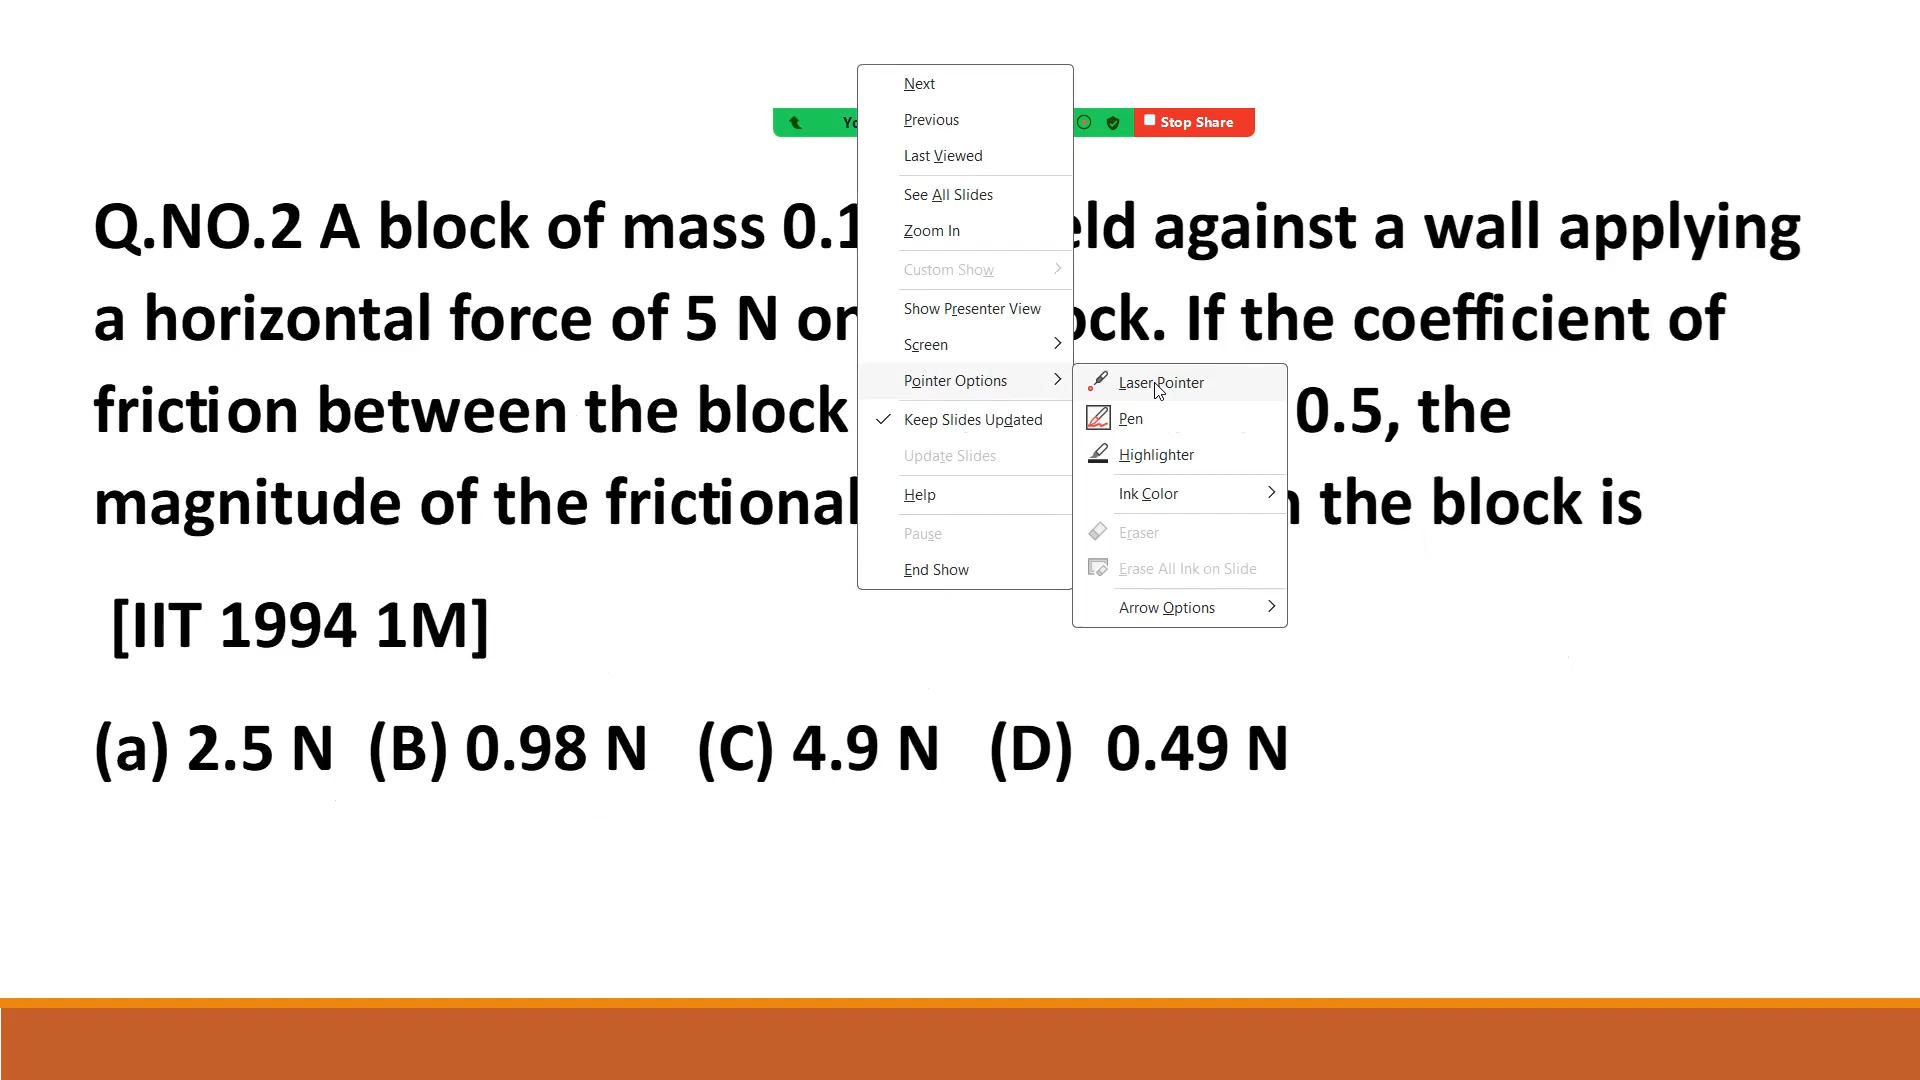 Next
Previous
Last Viewed
See All Slides
Zoom In
Custom Show
Show Presenter View
Screen
Pointer Options
Keep Slides Updated
Update Slides
Help
Pause
End Show
Laser Pointer
Pen
Highlighter
Ink Color
Eraser
Erase All Ink on Slide
Arrow Options
Stop Share
Q.NO.2 A block of mass 0.1 against a wall applying
a horizontal force of 5 N If the coefficient of
friction between the block 0.5, the
magnitude of the frictional the block is
[IIT 1994 1M]
(a) 2.5 N (B) 0.98 N (C) 4.9 N (D) 0.49 N